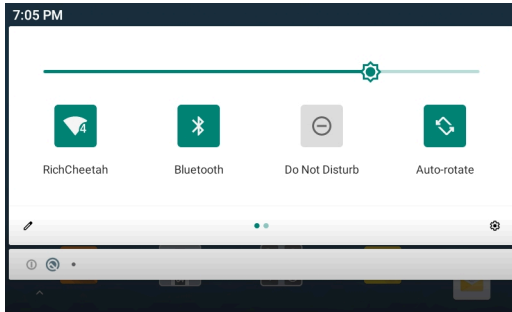 7:05 PM
4
RichCheetah
Bluetooth
Do Not Disturb
Auto-rotate